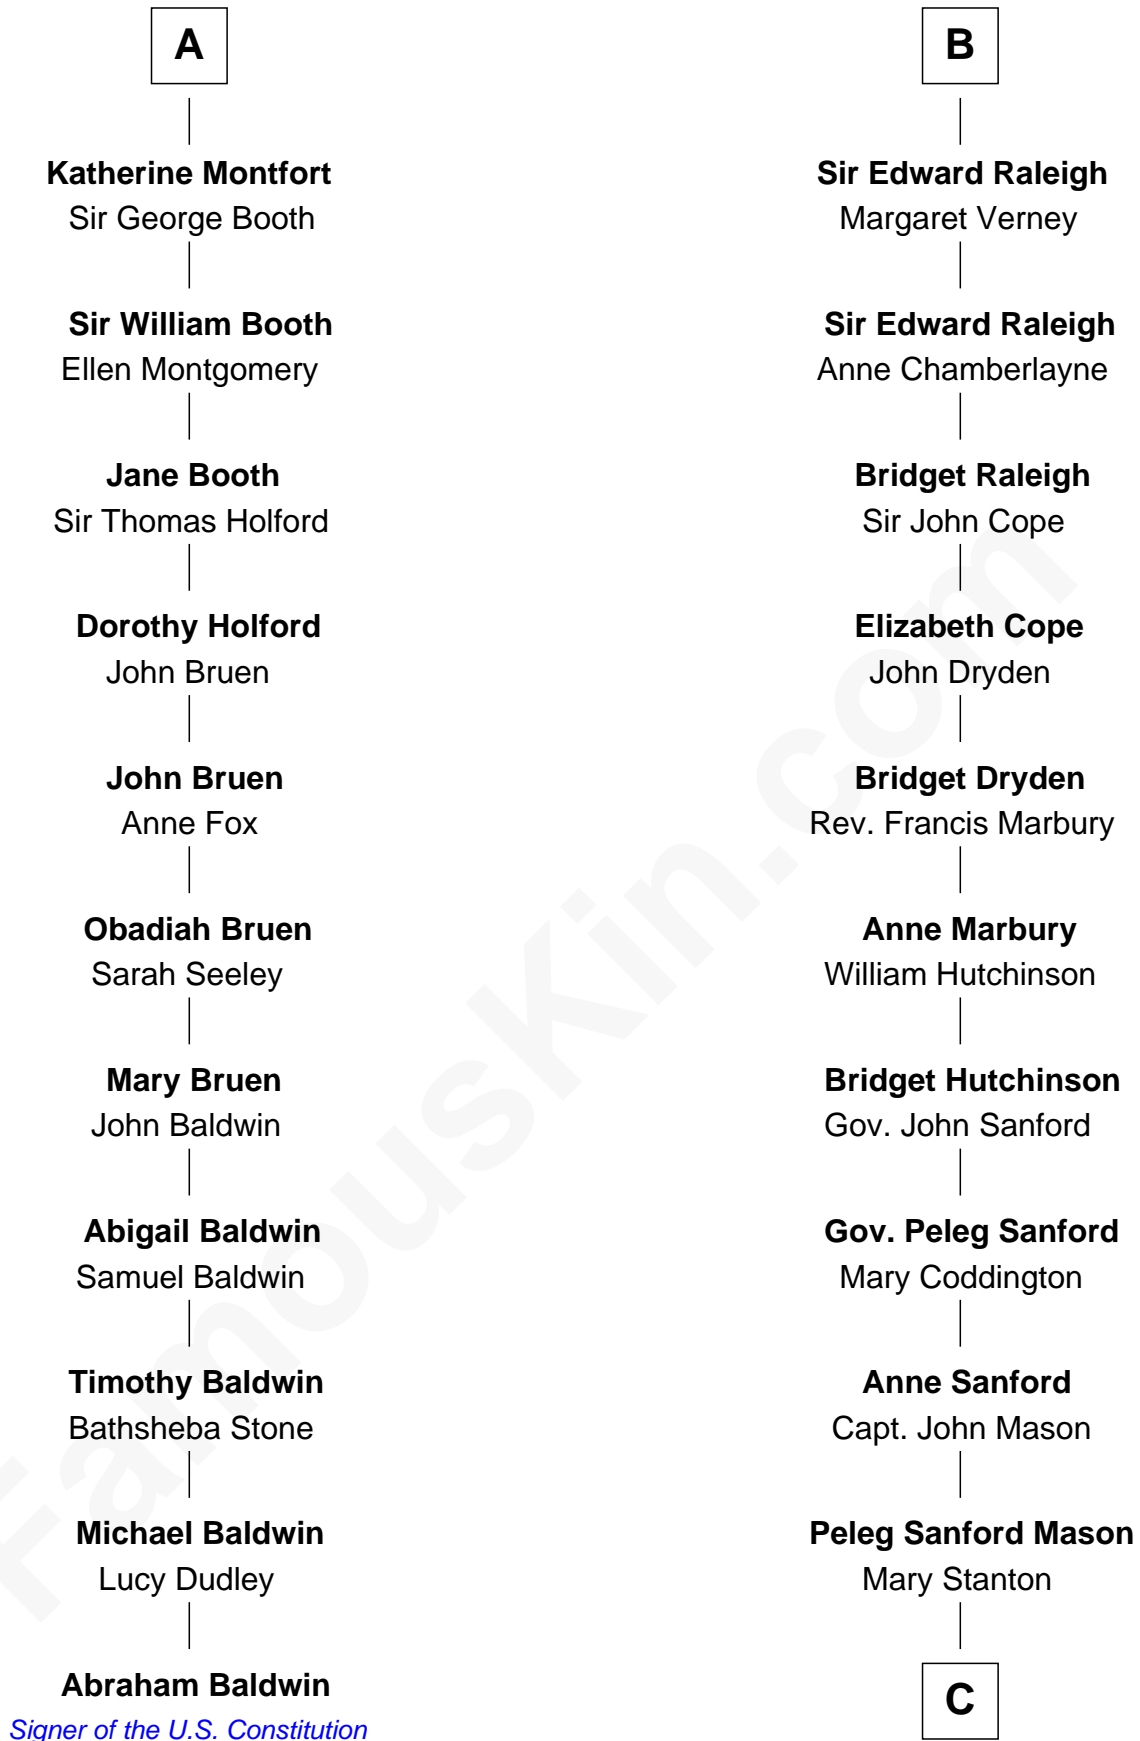 A
Katherine Montfort
Sir George Booth
Sir William Booth
Ellen Montgomery
Jane Booth
Sir Thomas Holford
Dorothy Holford
John Bruen
John Bruen
Anne Fox
Obadiah Bruen
Sarah Seeley
Mary Bruen
John Baldwin
Abigail Baldwin
Samuel Baldwin
Timothy Baldwin
Bathsheba Stone
Michael Baldwin
Lucy Dudley
Abraham Baldwin
Signer of the U.S. Constitution
B
Sir Edward Raleigh
Margaret Verney
Sir Edward Raleigh
Anne Chamberlayne
Bridget Raleigh
Sir John Cope
Elizabeth Cope
John Dryden
Bridget Dryden
Rev. Francis Marbury
Anne Marbury
William Hutchinson
Bridget Hutchinson
Gov. John Sanford
Gov. Peleg Sanford
Mary Coddington
Anne Sanford
Capt. John Mason
Peleg Sanford Mason
Mary Stanton
C
FamousKin.com